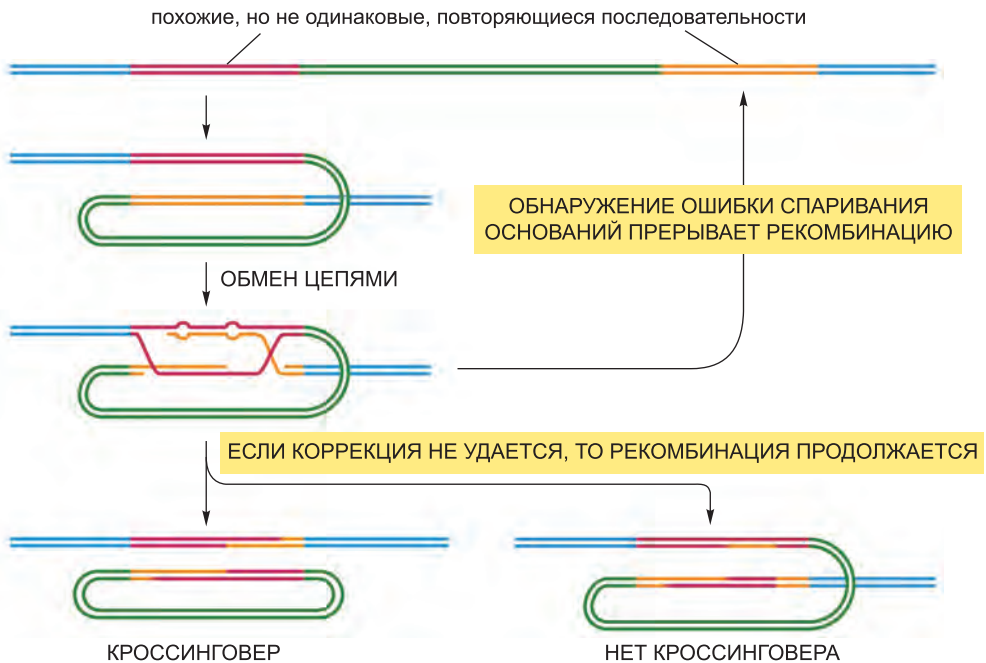 похожие, но не одинаковые, повторяющиеся последовательности
ОБНАРУЖЕНИЕ ОШИБКИ СПАРИВАНИЯ
ОСНОВАНИЙ ПРЕРЫВАЕТ РЕКОМБИНАЦИЮ
ОБМЕН ЦЕПЯМИ
ЕСЛИ КОРРЕКЦИЯ НЕ УДАЕТСЯ, ТО РЕКОМБИНАЦИЯ ПРОДОЛЖАЕТСЯ
КРОССИНГОВЕР
НЕТ КРОССИНГОВЕРА